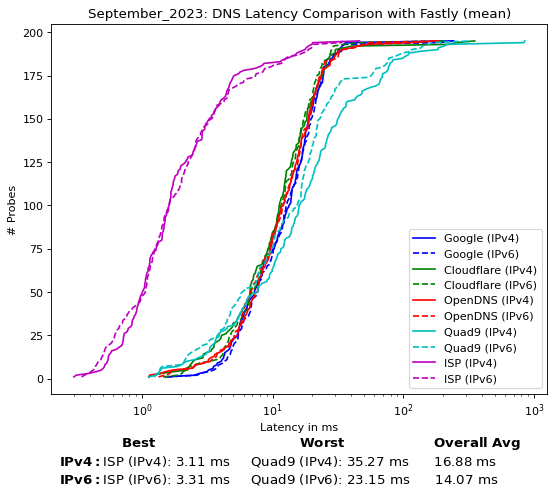 September_2023: DNS Latency Comparison with Fastly (mean)
200
175
150
125
100
75
50
25
0
# Probes
Google (IPv4)
Google (IPv6)
Cloudflare (IPv4)
Cloudflare (IPv6)
OpenDNS (IPv4)
OpenDNS (IPv6)
Quad9 (IPv4)
Quad9 (IPv6)
ISP (IPv4)
ISP (IPv6)
10⁰ 10¹ 10² 10³
Latency in ms
Best Worst Overall Avg
IPv4: ISP (IPv4): 3.11 ms Quad9 (IPv4): 35.27 ms 16.88 ms
IPv6: ISP (IPv6): 3.31 ms Quad9 (IPv6): 23.15 ms 14.07 ms